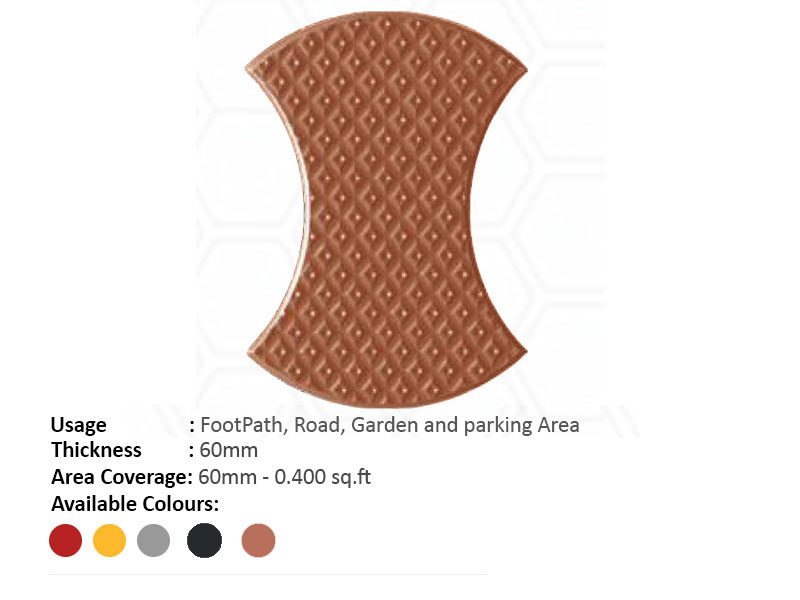 Usage : FootPath, Road, Garden and parking Area
Thickness : 60mm
Area Coverage: 60mm - 0.400 sq.ft
Available Colours: